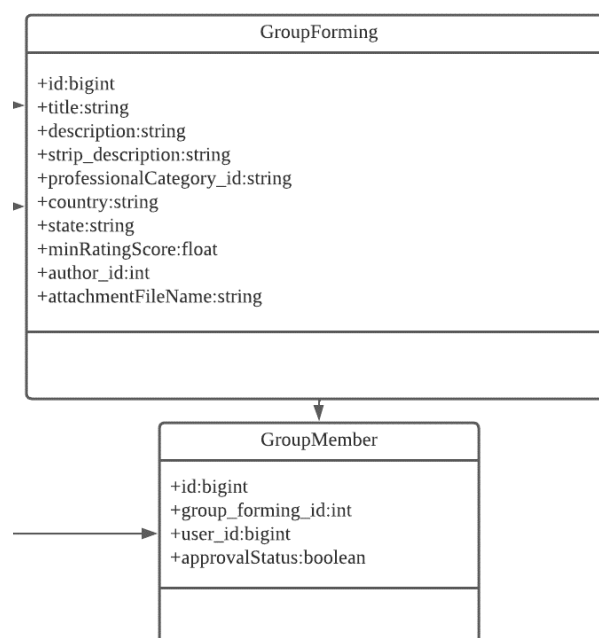 GroupForming
+id:bigint
+title:string
+description:string
+strip_description:string
+professionalCategory_id:string
+country:string
+state:string
+minRatingScore:float
+author_id:int
+attachmentFileName:string
GroupMember
+id:bigint
+group_forming_id:int
+user_id:bigint
+approvalStatus:boolean